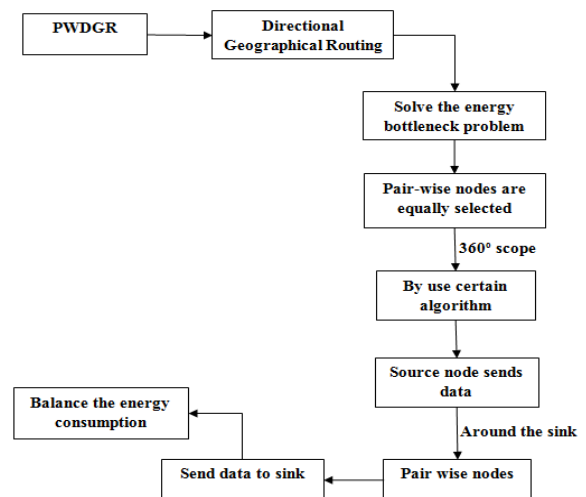 PWDGR
Directional
Geographical Routing
Solve the energy
bottleneck problem
Pair-wise nodes are
equally selected
360⁰ scope
By use certain
algorithm
Source node sends
data
Around the sink
Pair wise nodes
Send data to sink
Balance the energy
consumption